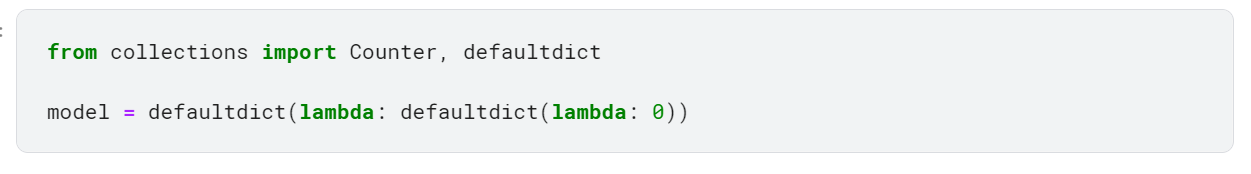 from collections import Counter, defaultdict
model = defaultdict(lambda: defaultdict(lambda: 0))